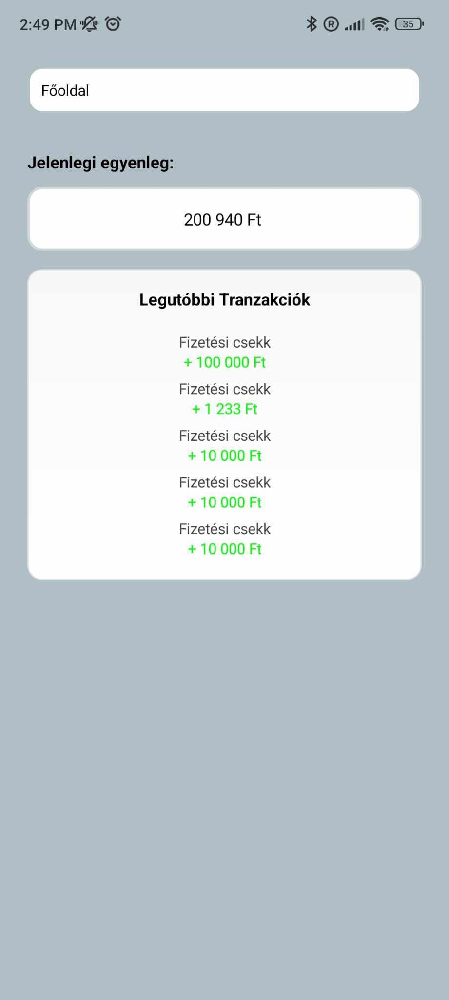 2:49 PM
R
35
Főoldal
Jelenlegi egyenleg:
200 940 Ft
Legutóbbi Tranzakciók
Fizetési csekk
+ 100 000 Ft
Fizetési csekk
+ 1 233 Ft
Fizetési csekk
+ 10 000 Ft
Fizetési csekk
+ 10 000 Ft
Fizetési csekk
+ 10 000 Ft